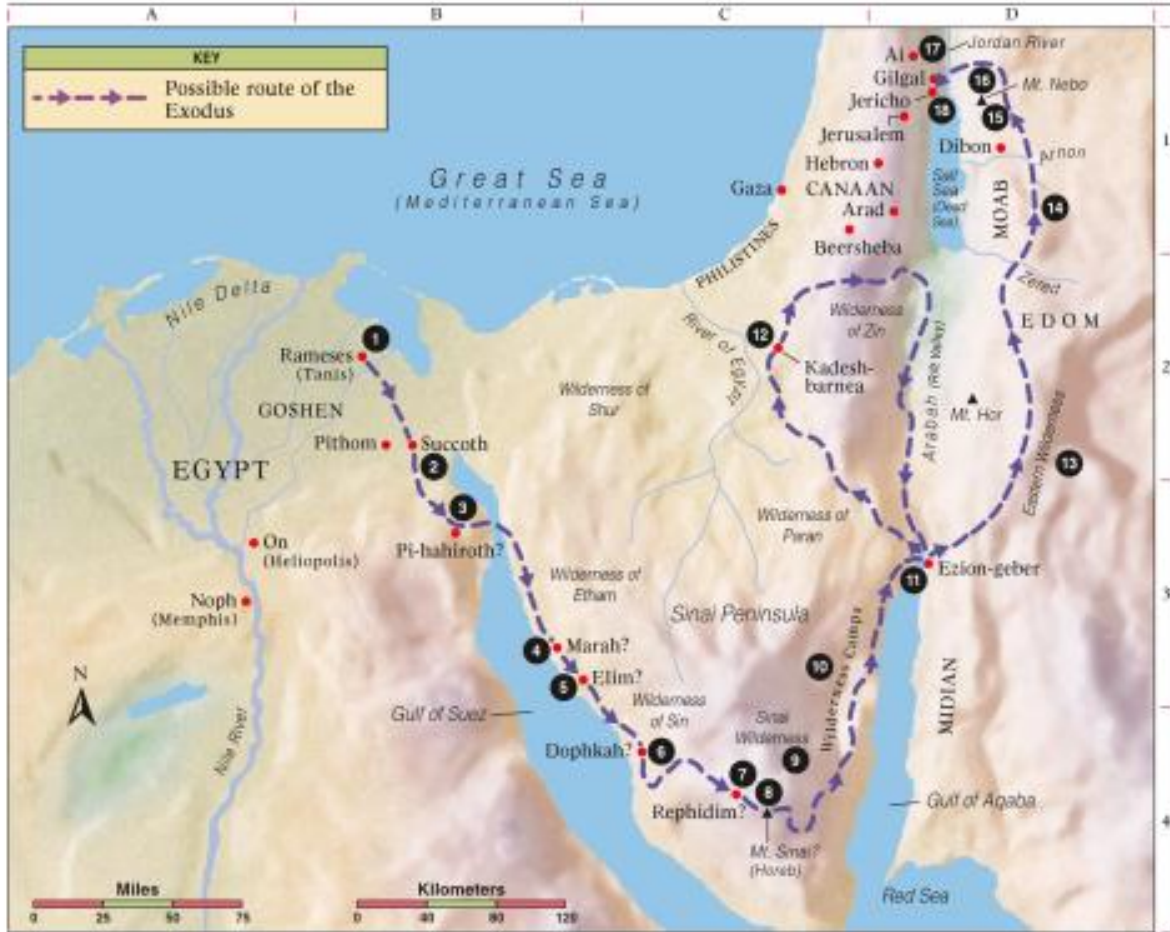 A B C D
KEY
Possible route of the
Exodus
Great Sea
(Mediterranean Sea)
17
Jordan River
Ai
Gilgal
16
Mt. Nebo
Jericho
18
15
Jerusalem
Dibon
1
Arnon
Hebron
Gaza
CANAAN
Salt
Sea
(Dead
Sea)
MOAB
14
Arad
Beersheba
PHILISTINES
Zered
Nile Delta
1
Rameses
(Tanis)
12
River of Egypt
Wilderness
of Zin
EDOM
Kadesh-
barnea
2
Wilderness of
Shur
Arabah (Rift Valley)
Mt. Hor
GOSHEN
Pithom
Succoth
2
EGYPT
Eastern Wilderness
13
3
Pi-hahiroth?
Wilderness of
Paran
On
(Heliopolis)
Ezion-geber
11
Wilderness of
Etham
Noph
(Memphis)
Sinai Peninsula
3
4
Marah?
N
5
Elim?
10
Wilderness Camps
MIDIAN
Gulf of Suez
Wilderness
of Sin
Sinai
Wilderness
Nile River
Dophkah?
6
9
7
8
Rephidim?
Gulf of Aqaba
4
Mt. Sinai?
(Horeb)
Miles
0 25 50 75
Kilometers
0 40 80 120
Red Sea